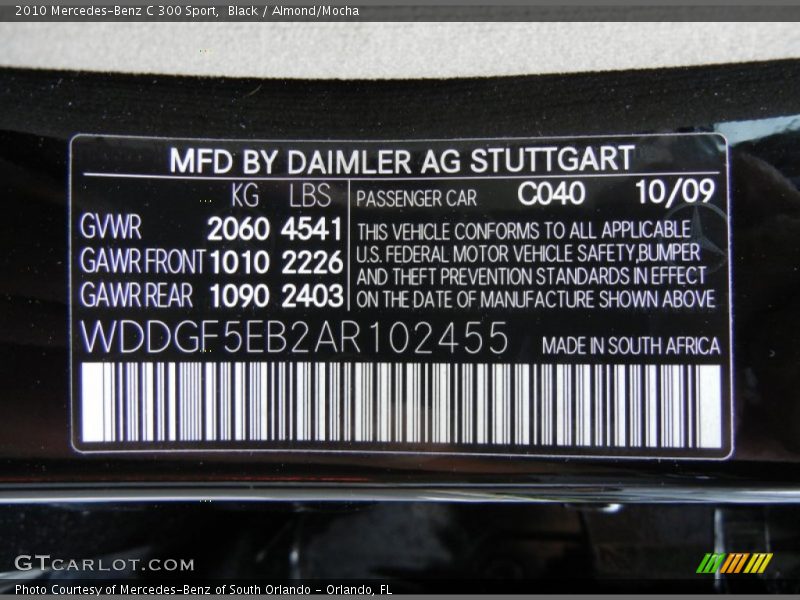 2010 Mercedes-Benz C 300 Sport,  Black / Almond/Mocha
MFD BY DAIMLER AG STUTTGART
KG LBS
GVWR 2060 4541
GAWR FRONT 1010 2226
GAWR REAR 1090 2403
PASSENGER CAR C040 10/09
THIS VEHICLE CONFORMS TO ALL APPLICABLE
U.S. FEDERAL MOTOR VEHICLE SAFETY,BUMPER
AND THEFT PREVENTION STANDARDS IN EFFECT
ON THE DATE OF MANUFACTURE SHOWN ABOVE
WDDGF5EB2AR102455
MADE IN SOUTH AFRICA
GTCARLOT.COM
Photo Courtesy of Mercedes-Benz of South Orlando - Orlando, FL